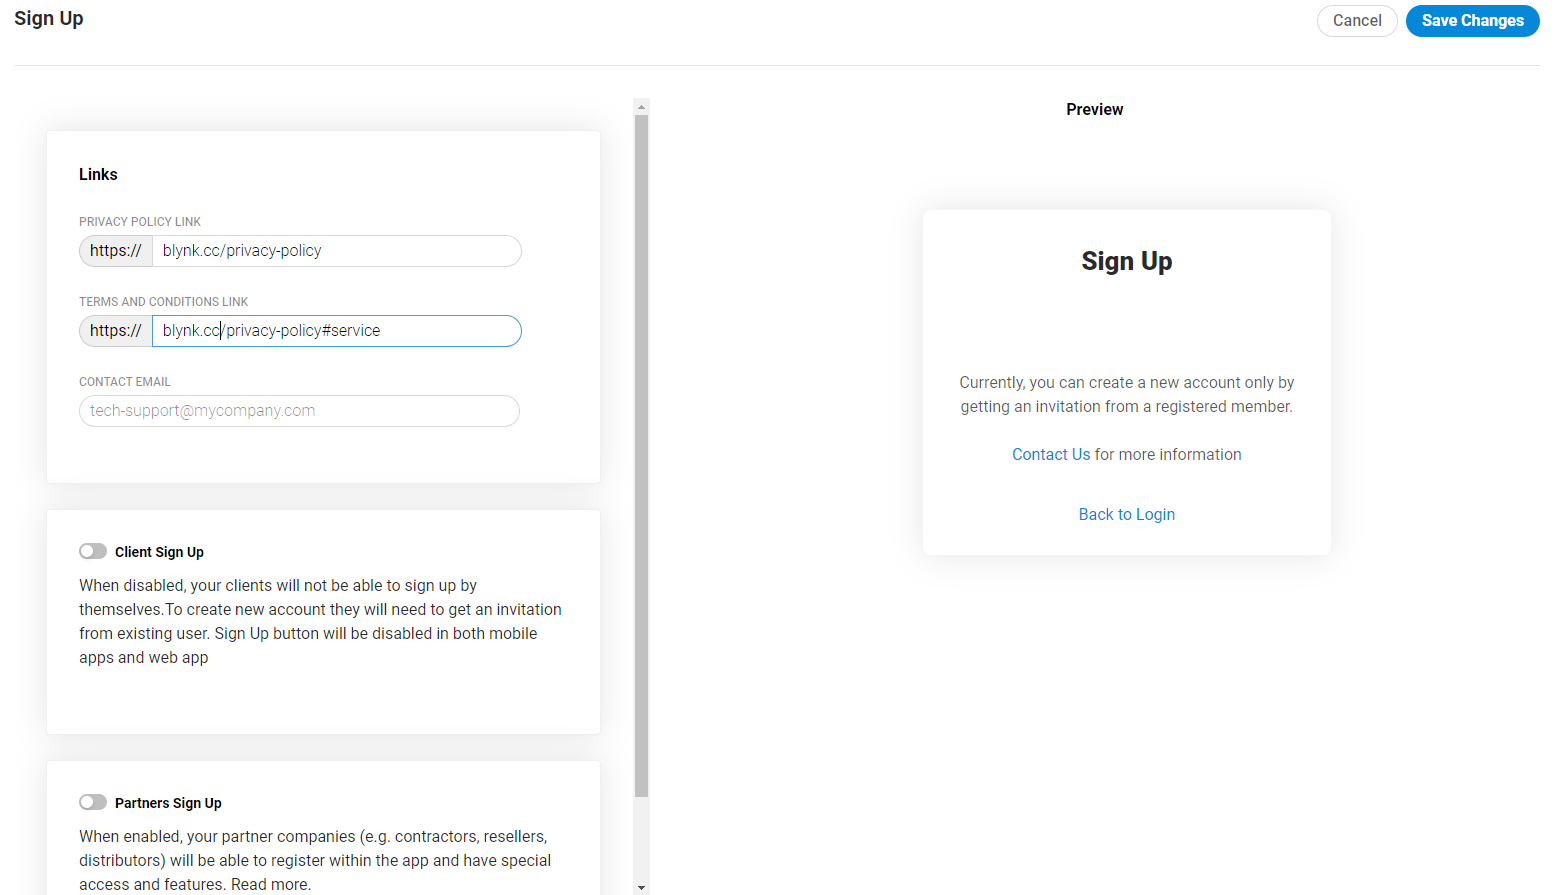 Sign Up
Cancel
Save Changes
Links
PRIVACY POLICY LINK
https://
blynk.cc/privacy-policy
TERMS AND CONDITIONS LINK
https://
blynk.cc/privacy-policy#service
CONTACT EMAIL
tech-support@mycompany.com
Client Sign Up
When disabled, your clients will not be able to sign up by
themselves.To create new account they will need to get an invitation
from existing user. Sign Up button will be disabled in both mobile
apps and web app
Partners Sign Up
When enabled, your partner companies (e.g. contractors, resellers,
distributors) will be able to register within the app and have special
access and features. Read more.
Preview
Sign Up
Currently, you can create a new account only by
getting an invitation from a registered member.
Contact Us for more information
Back to Login